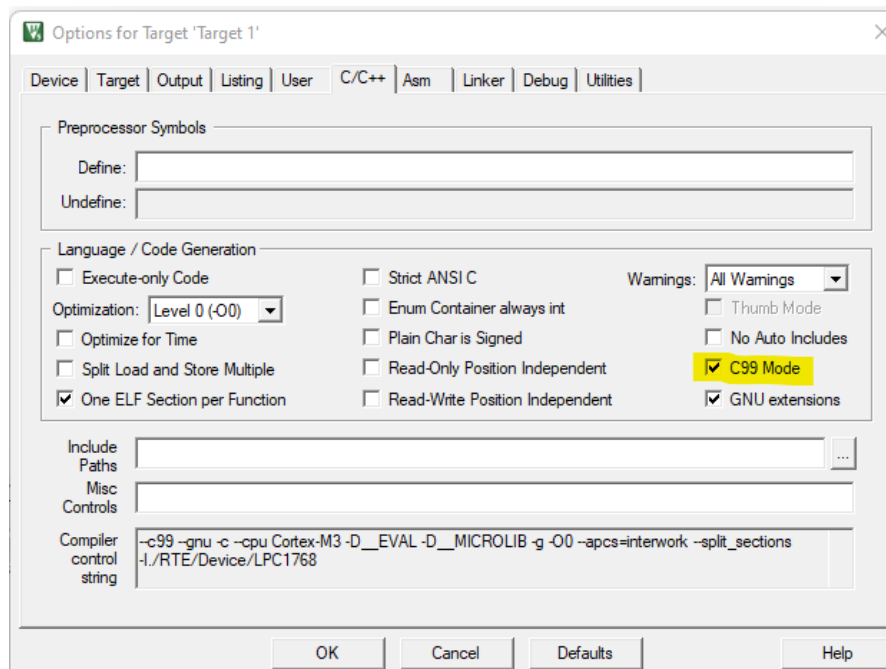 Options for Target 'Target 1'
Device Target Output Listing User C/C++ Asm Linker Debug Utilities
Preprocessor Symbols
Define:
Undefine:
Language / Code Generation
Execute-only Code Strict ANSI C Warnings: All Warnings
Optimization: Level 0 (-O0) Enum Container always int Thumb Mode
Optimize for Time Plain Char is Signed No Auto Includes
Split Load and Store Multiple Read-Only Position Independent C99 Mode
One ELF Section per Function Read-Write Position Independent GNU extensions
Include
Paths ...
Misc
Controls
Compiler --c99 --gnu -c --cpu Cortex-M3 -D__EVAL -D__MICROLIB -g -O0 --apcs=interwork --split_sections
control -I./RTE/Device/LPC1768
string
OK Cancel Defaults Help